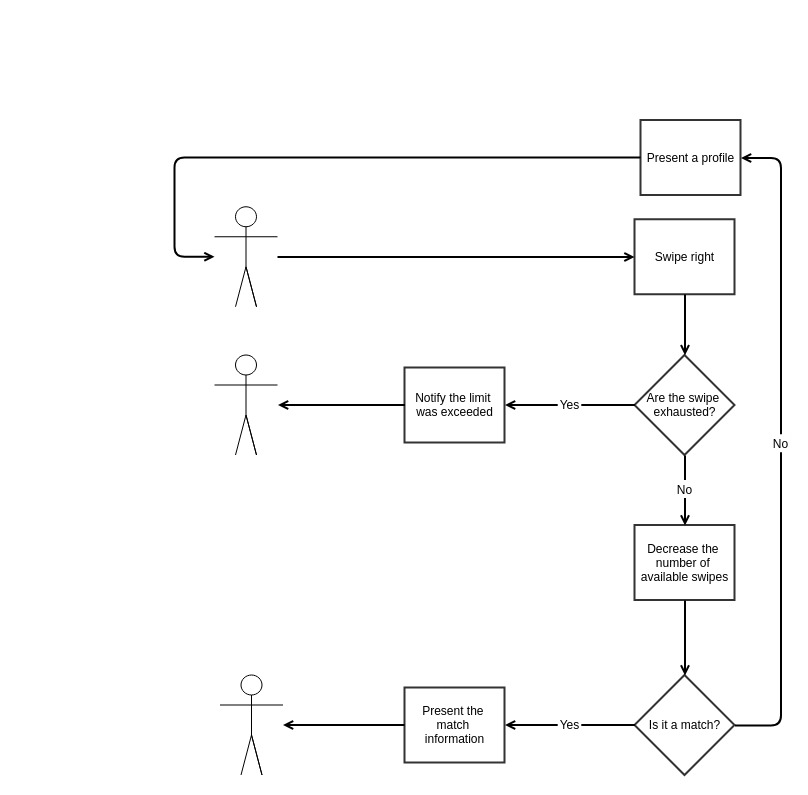 Present a profile
Swipe right
Are the swipe
exhausted?
Yes
Notify the limit
was exceeded
No
No
Decrease the
number of
available swipes
Is it a match?
Yes
Present the
match
information